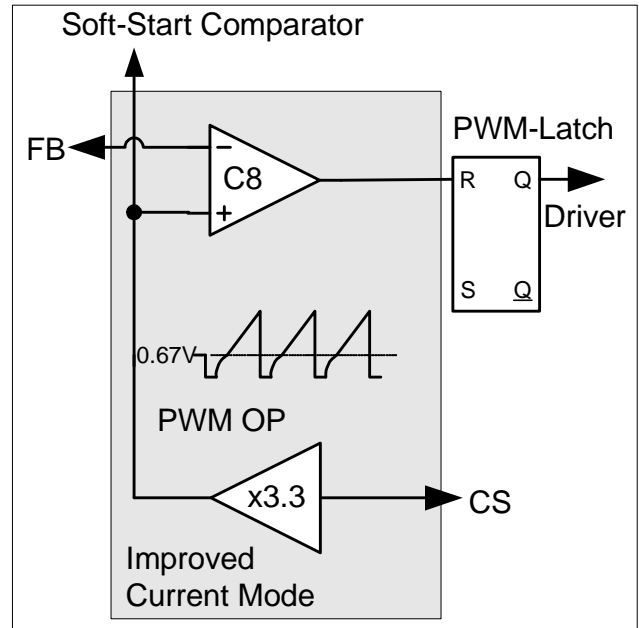 Soft-Start Comparator
FB
C8
PWM-Latch
R Q
Driver
S Q
0.67V
PWM OP
x3.3
CS
Improved
Current Mode